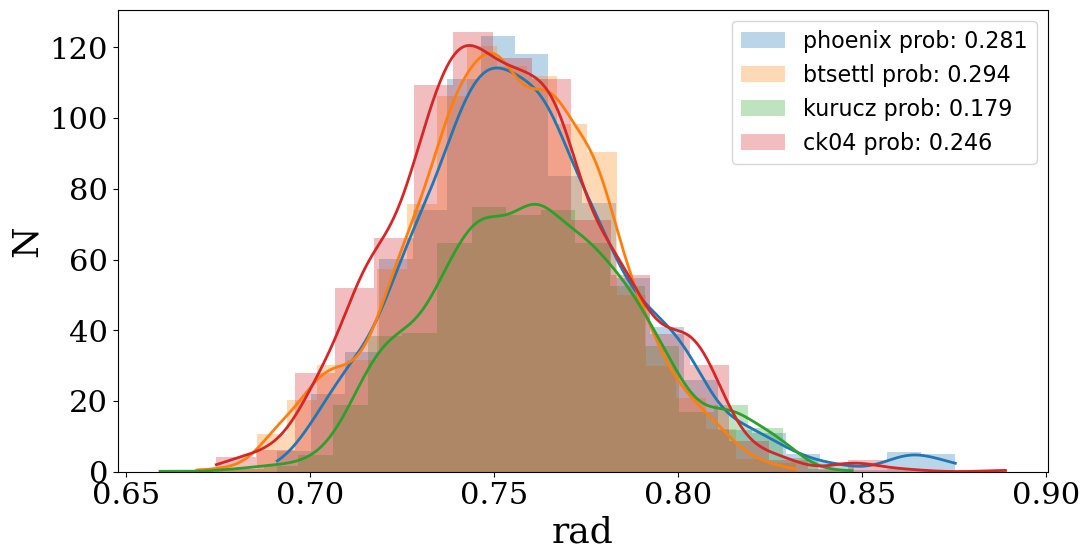 N
120
100
80
60
40
20
0
phoenix prob: 0.281
btsettl prob: 0.294
kurucz prob: 0.179
ck04 prob: 0.246
0.65 0.70 0.75 0.80 0.85 0.90
rad